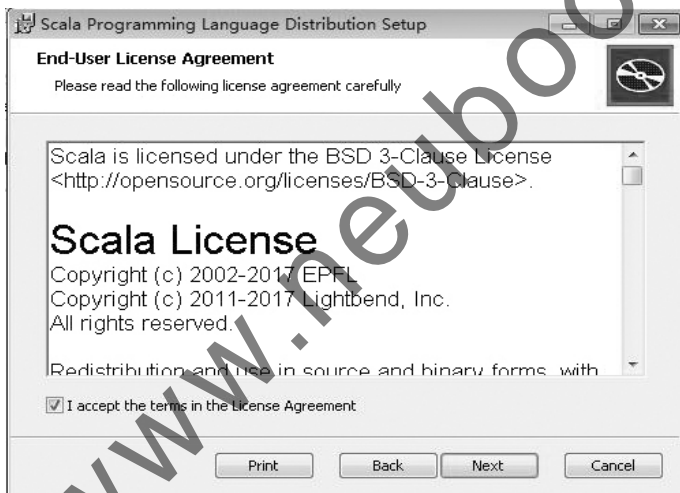 Scala Programming Language Distribution Setup
End-User License Agreement
Please read the following license agreement carefully
Scala is licensed under the BSD 3-Clause License
<http://opensource.org/licenses/BSD-3-Clause>.
Scala License
Copyright (c) 2002-2017 EPFL
Copyright (c) 2011-2017 Lightbend, Inc.
All rights reserved.
Redistribution and use in source and binary forms, with
I accept the terms in the License Agreement
Print Back Next Cancel